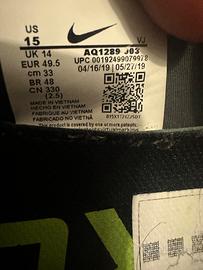 US
15
VJ
UK 14
AQ1289 003
EUR 49.5
UPC 00192499079978
cm 33
04/16/19 | 05/27/19
BR 48
CN 330
(2.5)
MADE IN VIETNAM
HECHO EN VIETNAM
FABRIQUE AU VIETNAM
FABRICADO NO VIETNÃ